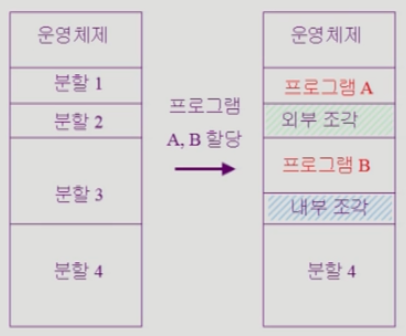 운영체제
분할 1
분할 2
분할 3
분할 4
프로그램
A, B 할당
운영체제
프로그램 A
외부 조각
프로그램 B
내부 조각
분할 4